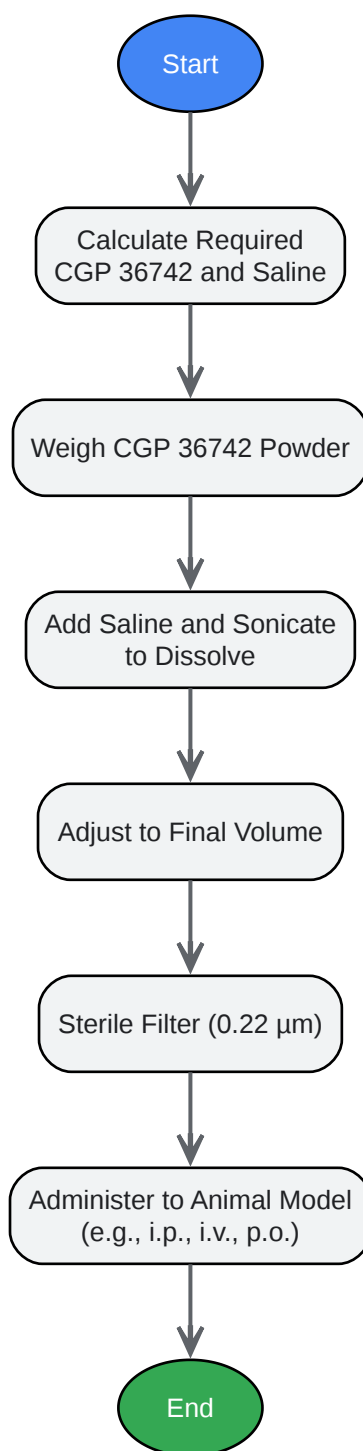 Start
Calculate Required
CGP 36742 and Saline
Weigh CGP 36742 Powder
Add Saline and Sonicate
to Dissolve
Adjust to Final Volume
Sterile Filter (0.22 µm)
Administer to Animal Model
(e.g., i.p., i.v., p.o.)
End